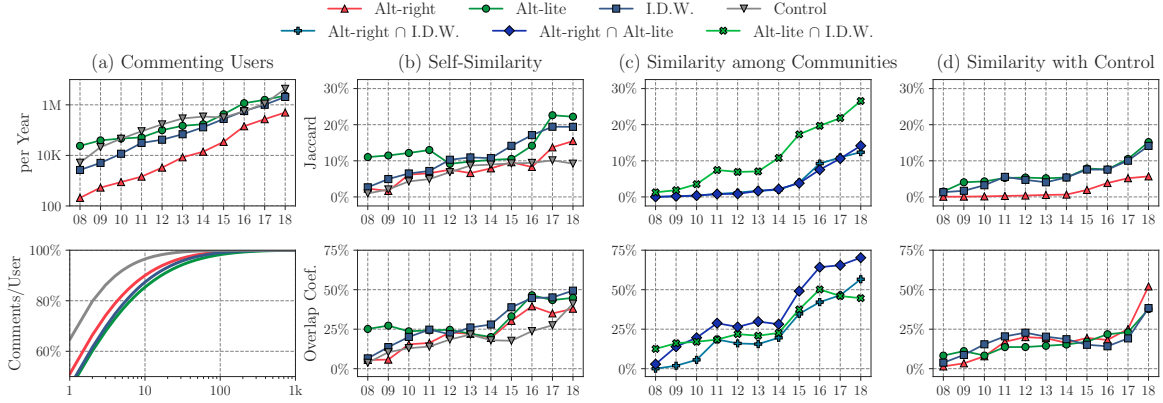 Alt-right Alt-lite I.D.W. Control
Alt-right ∩ I.D.W. Alt-right ∩ Alt-lite Alt-lite ∩ I.D.W.
(a) Commenting Users (b) Self-Similarity (c) Similarity among Communities (d) Similarity with Control
per Year
1M
10K
100
08 09 10 11 12 13 14 15 16 17 18
Jaccard
30%
20%
10%
0%
08 09 10 11 12 13 14 15 16 17 18
30%
20%
10%
0%
08 09 10 11 12 13 14 15 16 17 18
30%
20%
10%
0%
08 09 10 11 12 13 14 15 16 17 18
Comments/User
100%
80%
60%
1 10 100 1k
Overlap Coef.
75%
50%
25%
0%
08 09 10 11 12 13 14 15 16 17 18
75%
50%
25%
0%
08 09 10 11 12 13 14 15 16 17 18
75%
50%
25%
0%
08 09 10 11 12 13 14 15 16 17 18